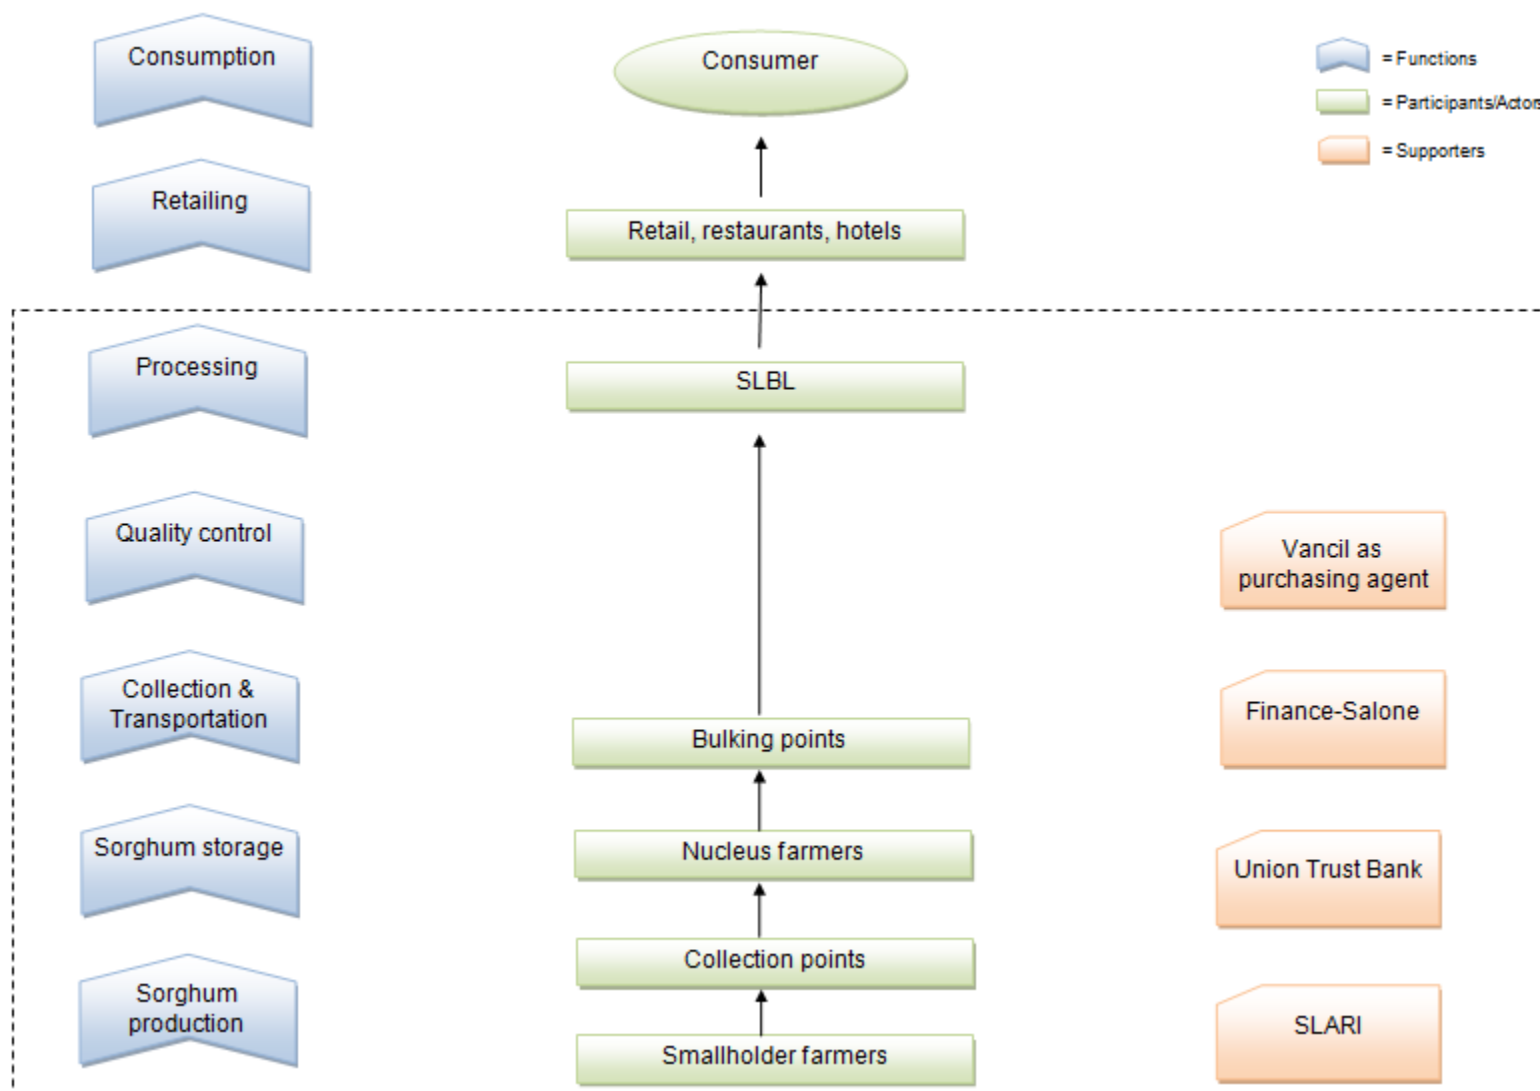 Consumption
Consumer
= Functions
= Participants/Actors
= Supporters
Retailing
Retail, restaurants, hotels
Processing
SLBL
Quality control
Vancil as
purchasing agent
Collection &
Transportation
Bulking points
Finance-Salone
Sorghum storage
Nucleus farmers
Union Trust Bank
Collection points
Sorghum
production
Smallholder farmers
SLARI